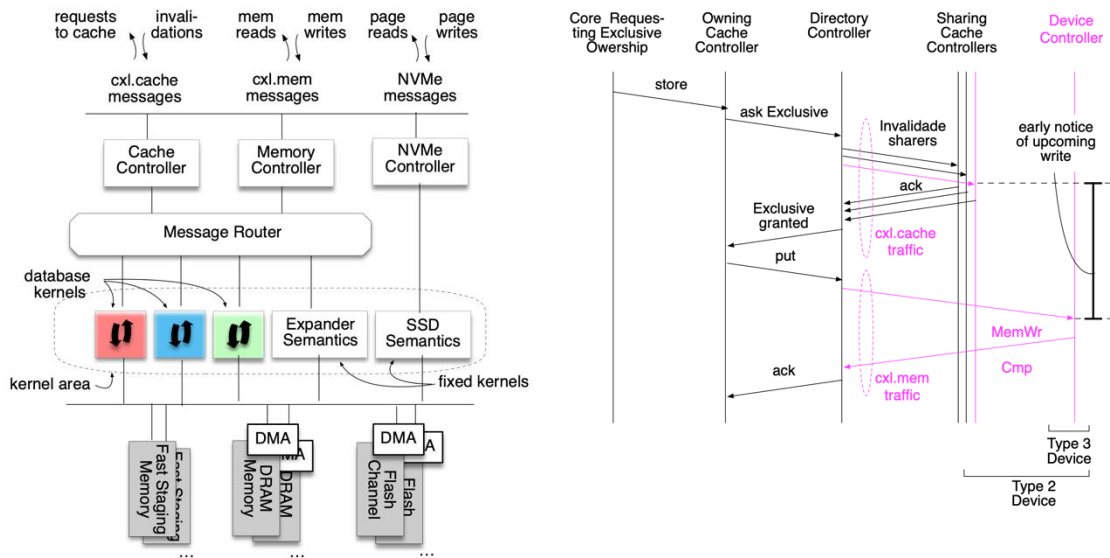 requests
to cache
invali-
dations
mem
reads
mem
writes
page
reads
page
writes
cxl.cache
messages
cxl.mem
messages
NVMe
messages
Cache
Controller
Memory
Controller
NVMe
Controller
Message Router
database
kernels
Expander
Semantics
SSD
Semantics
kernel area
fixed kernels
Fast Staging
Memory
Fast Staging
DMA
MA
DRAM
Memory
DRAM
DMA
A
Flash
Channel
Flash
...
...
...
Core Reques-
ting Exclusive
Owership
Owning
Cache
Controller
Directory
Controller
Sharing
Cache
Controllers
Device
Controller
store
ask Exclusive
Invalidade
sharers
early notice
of upcoming
write
ack
Exclusive
granted
cxl.cache
traffic
put
MemWr
Cmp
ack
cxl.mem
traffic
Type 3
Device
Type 2
Device